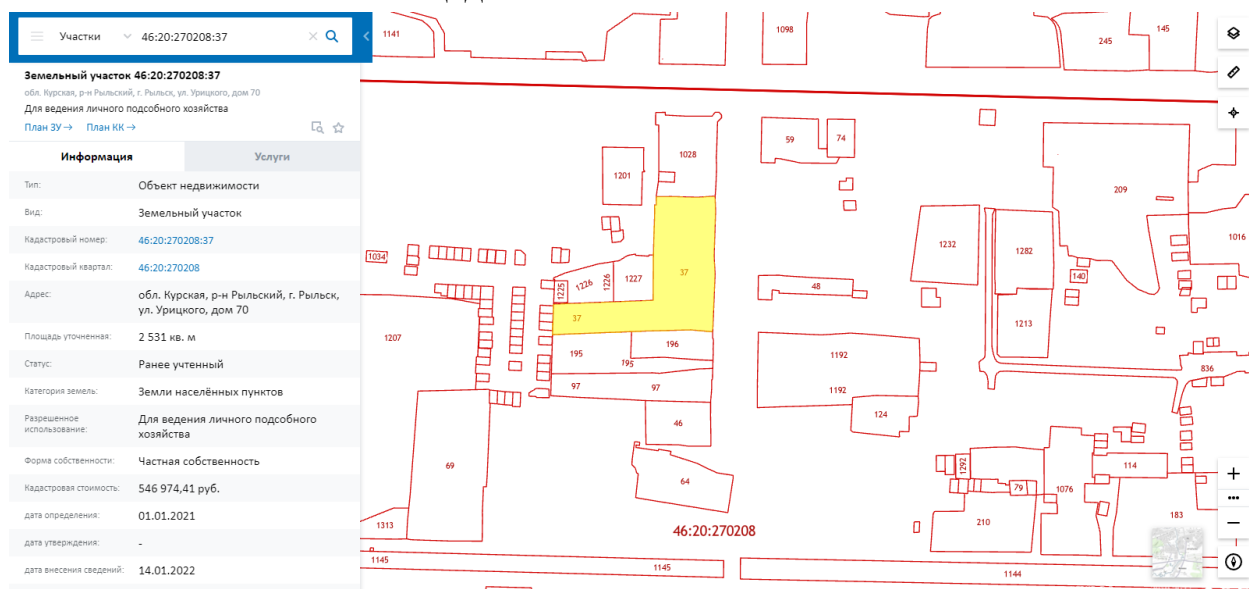 Участки
46:20:270208:37
Земельный участок 46:20:270208:37
обл. Курская, р-н Рыльский, г. Рыльск, ул. Урицкого, дом 70
Для ведения личного подсобного хозяйства
План ЗУ → План КК →
Информация
Услуги
Тип: Объект недвижимости
Вид: Земельный участок
Кадастровый номер: 46:20:270208:37
Кадастровый квартал: 46:20:270208
Адрес: обл. Курская, р-н Рыльский, г. Рыльск,
ул. Урицкого, дом 70
Площадь уточненная: 2 531 кв. м
Статус: Ранее учтенный
Категория земель: Земли населённых пунктов
Разрешенное
использование:
Для ведения личного подсобного
хозяйства
Форма собственности: Частная собственность
Кадастровая стоимость: 546 974,41 руб.
дата определения: 01.01.2021
дата утверждения: -
дата внесения сведений: 14.01.2022
1141
1098
245
145
1028
59
74
1201
209
1034
1225
1226
1226
1227
37
1232
1282
140
1016
48
37
1207
195
195
196
1192
1213
836
97
97
1192
46
124
69
64
1292
79
1076
114
210
183
1313
46:20:270208
1145
1145
1144